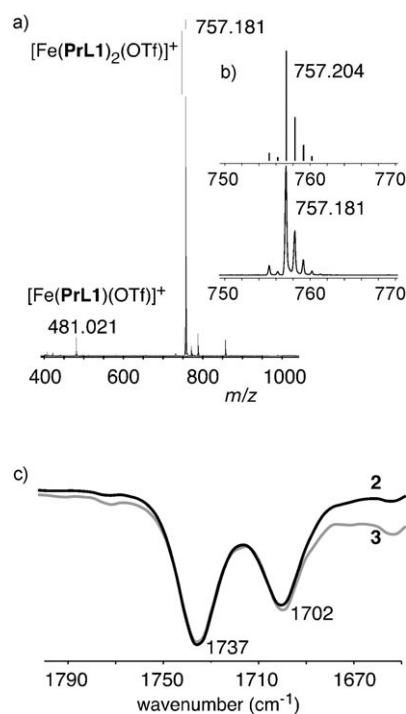 a)
757.181
[Fe(PrL1)₂(OTf)]⁺
b)
757.204
750 760 770
757.181
750 760 770
[Fe(PrL1)(OTf)]⁺
481.021
400 600 800 1000
m/z
c)
2
3
1702
1737
1790 1750 1710 1670
wavenumber (cm⁻¹)